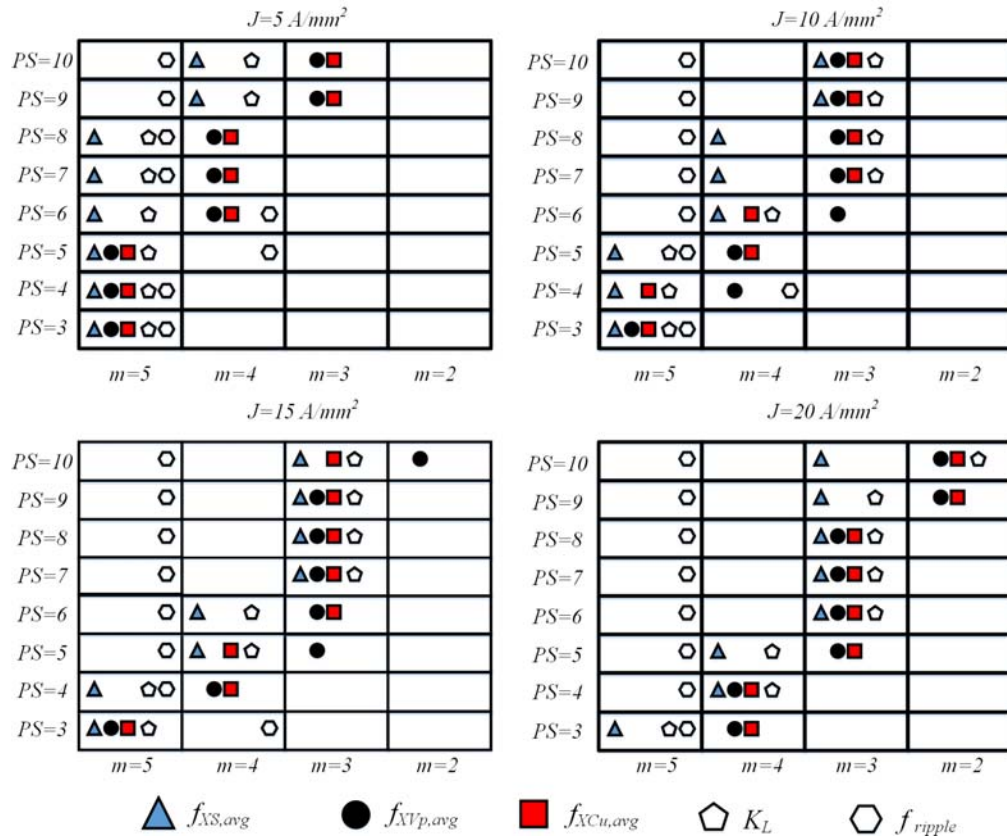 J=5 A/mm²
J=10 A/mm²
PS=10
PS=9
PS=8
PS=7
PS=6
PS=5
PS=4
PS=3
m=5 m=4 m=3 m=2
PS=10
PS=9
PS=8
PS=7
PS=6
PS=5
PS=4
PS=3
m=5 m=4 m=3 m=2
J=15 A/mm²
J=20 A/mm²
PS=10
PS=9
PS=8
PS=7
PS=6
PS=5
PS=4
PS=3
m=5 m=4 m=3 m=2
PS=10
PS=9
PS=8
PS=7
PS=6
PS=5
PS=4
PS=3
m=5 m=4 m=3 m=2
fXS,avg fXVp,avg fXCu,avg KL fripple